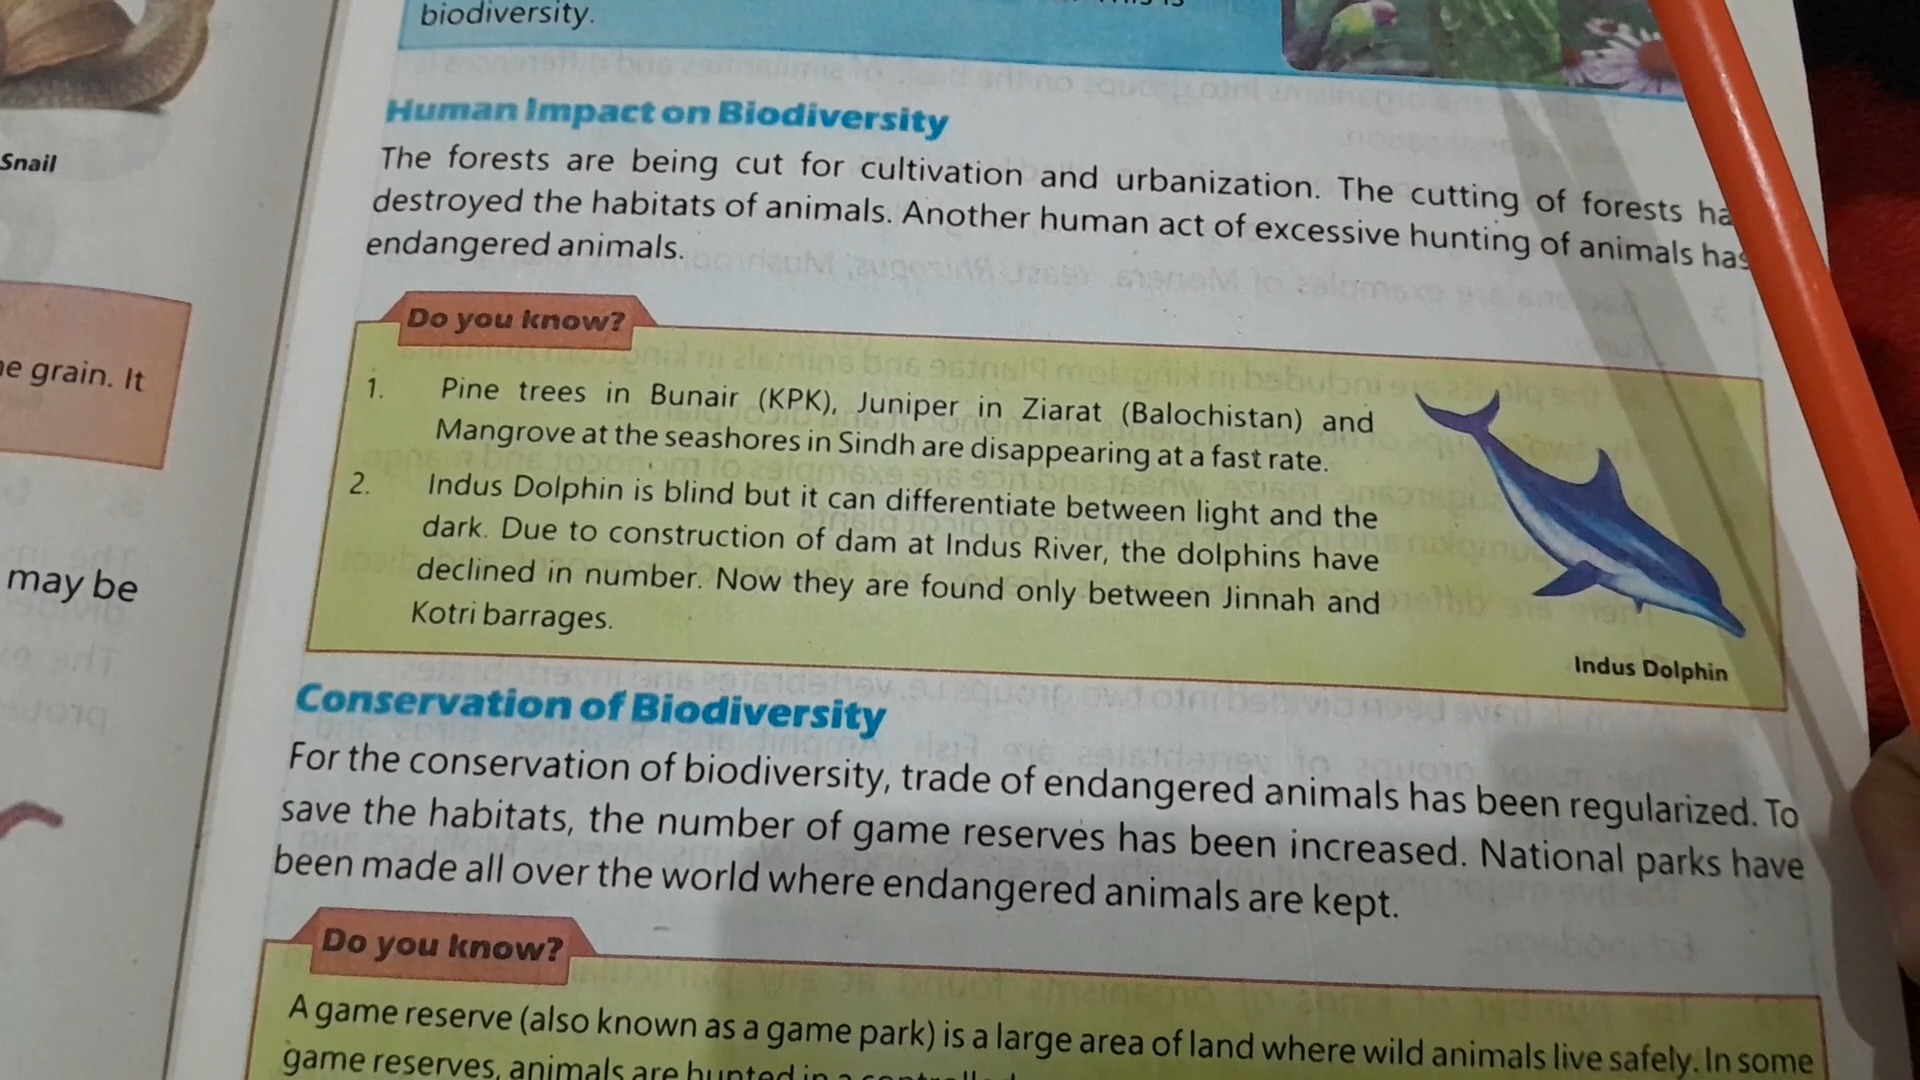 biodiversity.
Human Impact on Biodiversity
The forests are being cut for cultivation and urbanization. The cutting of forests ha
destroyed the habitats of animals. Another human act of excessive hunting of animals has
endangered animals.
Snail
e grain. It
may be
Do you know?
1. Pine trees in Bunair (KPK), Juniper in Ziarat (Balochistan) and
Mangrove at the seashores in Sindh are disappearing at a fast rate.
2. Indus Dolphin is blind but it can differentiate between light and the
dark. Due to construction of dam at Indus River, the dolphins have
declined in number. Now they are found only between Jinnah and
Kotri barrages.
Indus Dolphin
Conservation of Biodiversity
For the conservation of biodiversity, trade of endangered animals has been regularized. To
save the habitats, the number of game reserves has been increased. National parks have
been made all over the world where endangered animals are kept.
Do you know?
A game reserve (also known as a game park) is a large area of land where wild animals live safely. In some
game reserves, animals are hunted in a